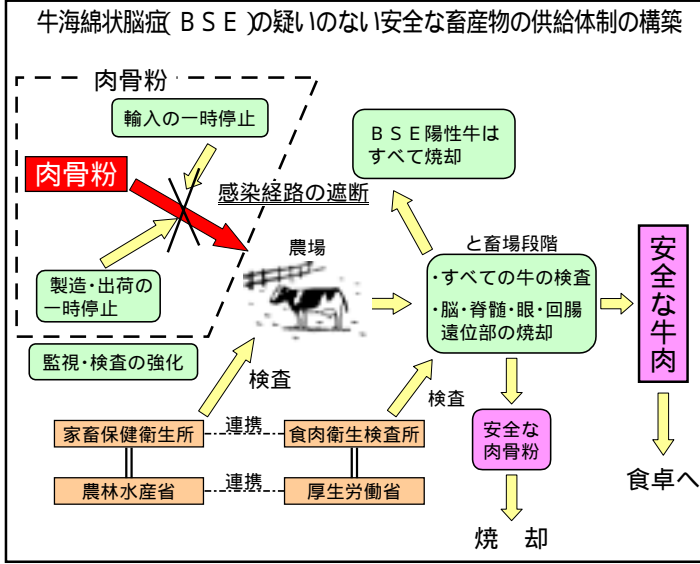 牛海綿状脳症(BSE)の疑いのない安全な畜産物の供給体制の構築
肉骨粉
輸入の一時停止
肉骨粉
感染経路の遮断
製造・出荷の
一時停止
監視・検査の強化
BSE陽性牛は
すべて焼却
農場
と畜場段階
・すべての牛の検査
・脳・脊髄・眼・回腸
遠位部の焼却
安全な牛肉
食卓へ
検査
検査
家畜保健衛生所
連携
食肉衛生検査所
農林水産省
連携
厚生労働省
安全な
肉骨粉
焼 却